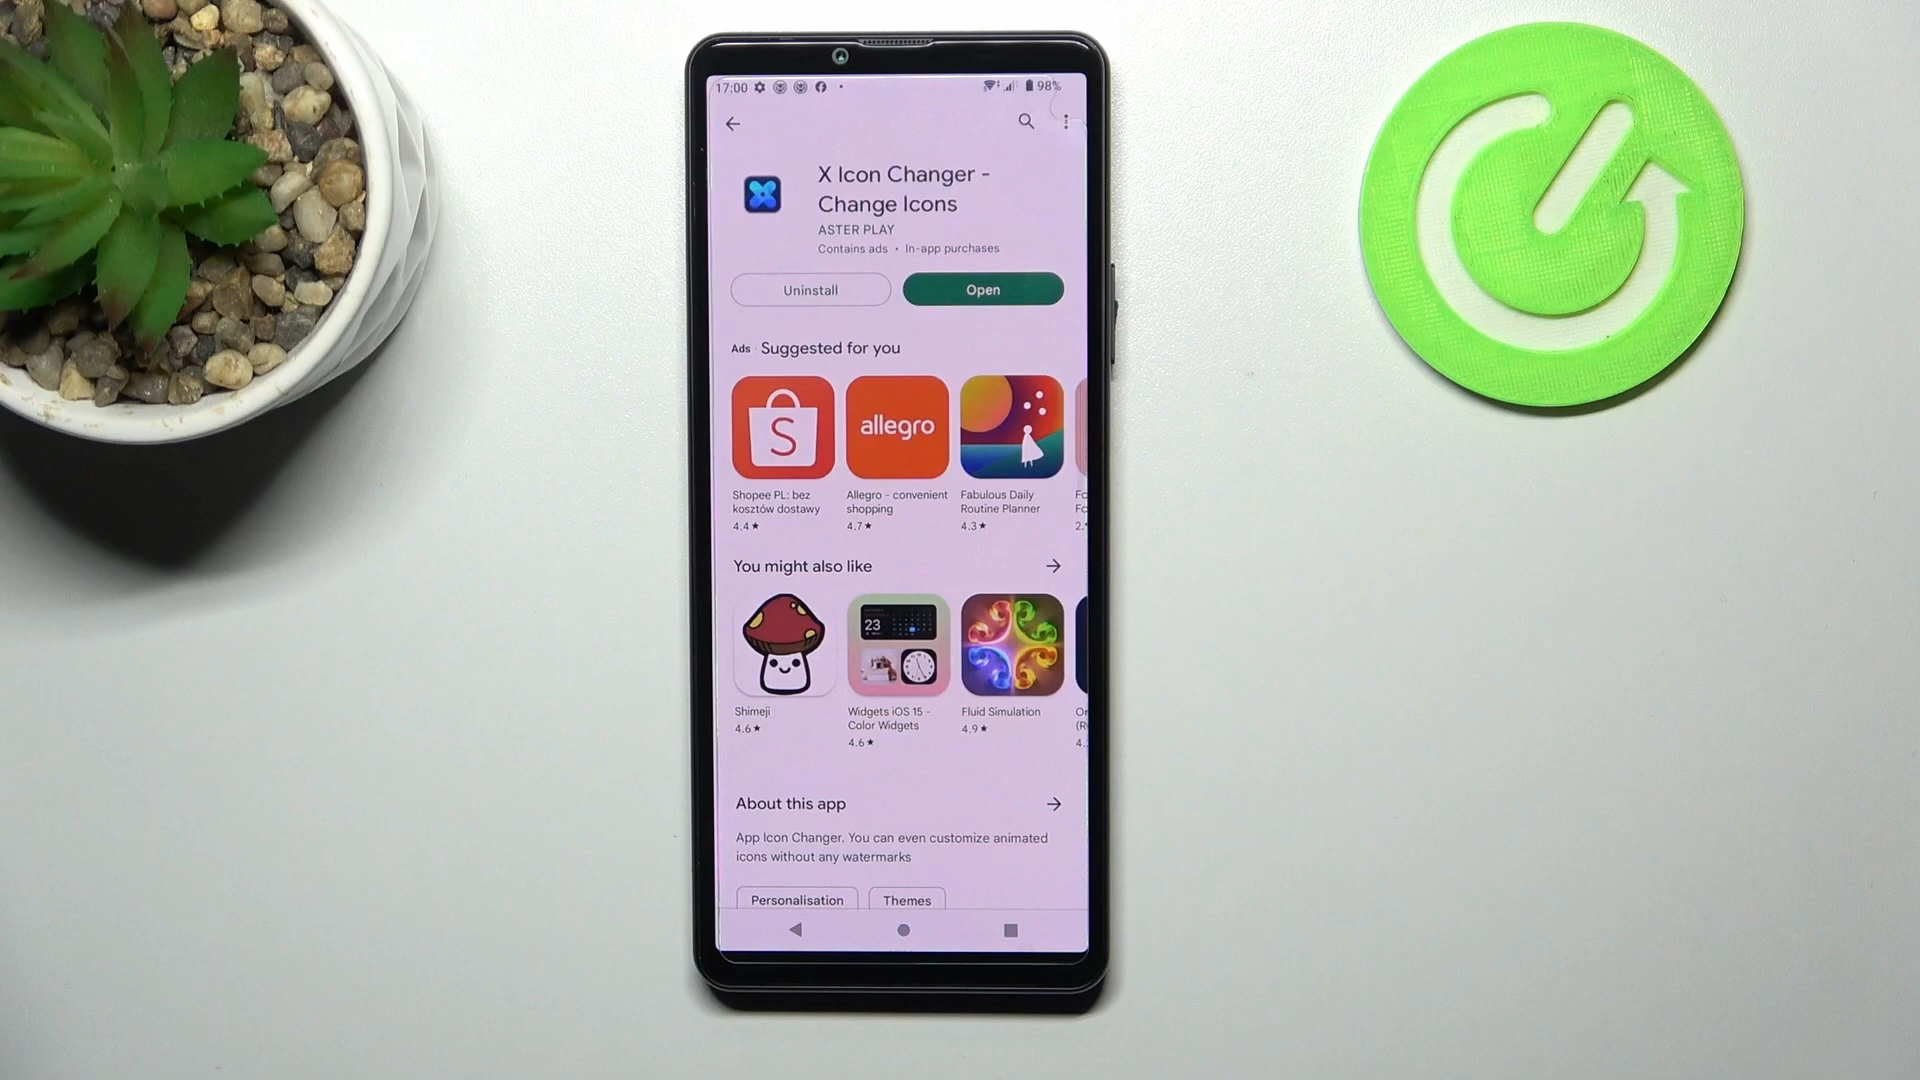 17:00 98%
X Icon Changer -
Change Icons
ASTER PLAY
Contains ads • In-app purchases
Uninstall Open
Ads · Suggested for you
S allegro
Shopee PL: bez
kosztów dostawy
4.4★
Allegro - convenient
shopping
4.7★
Fabulous Daily
Routine Planner
4.3★
You might also like
23
Shimeji
4.6★
Widgets iOS 15 -
Color Widgets
4.6★
Fluid Simulation
4.9★
About this app
App Icon Changer. You can even customize animated
icons without any watermarks
Personalisation Themes